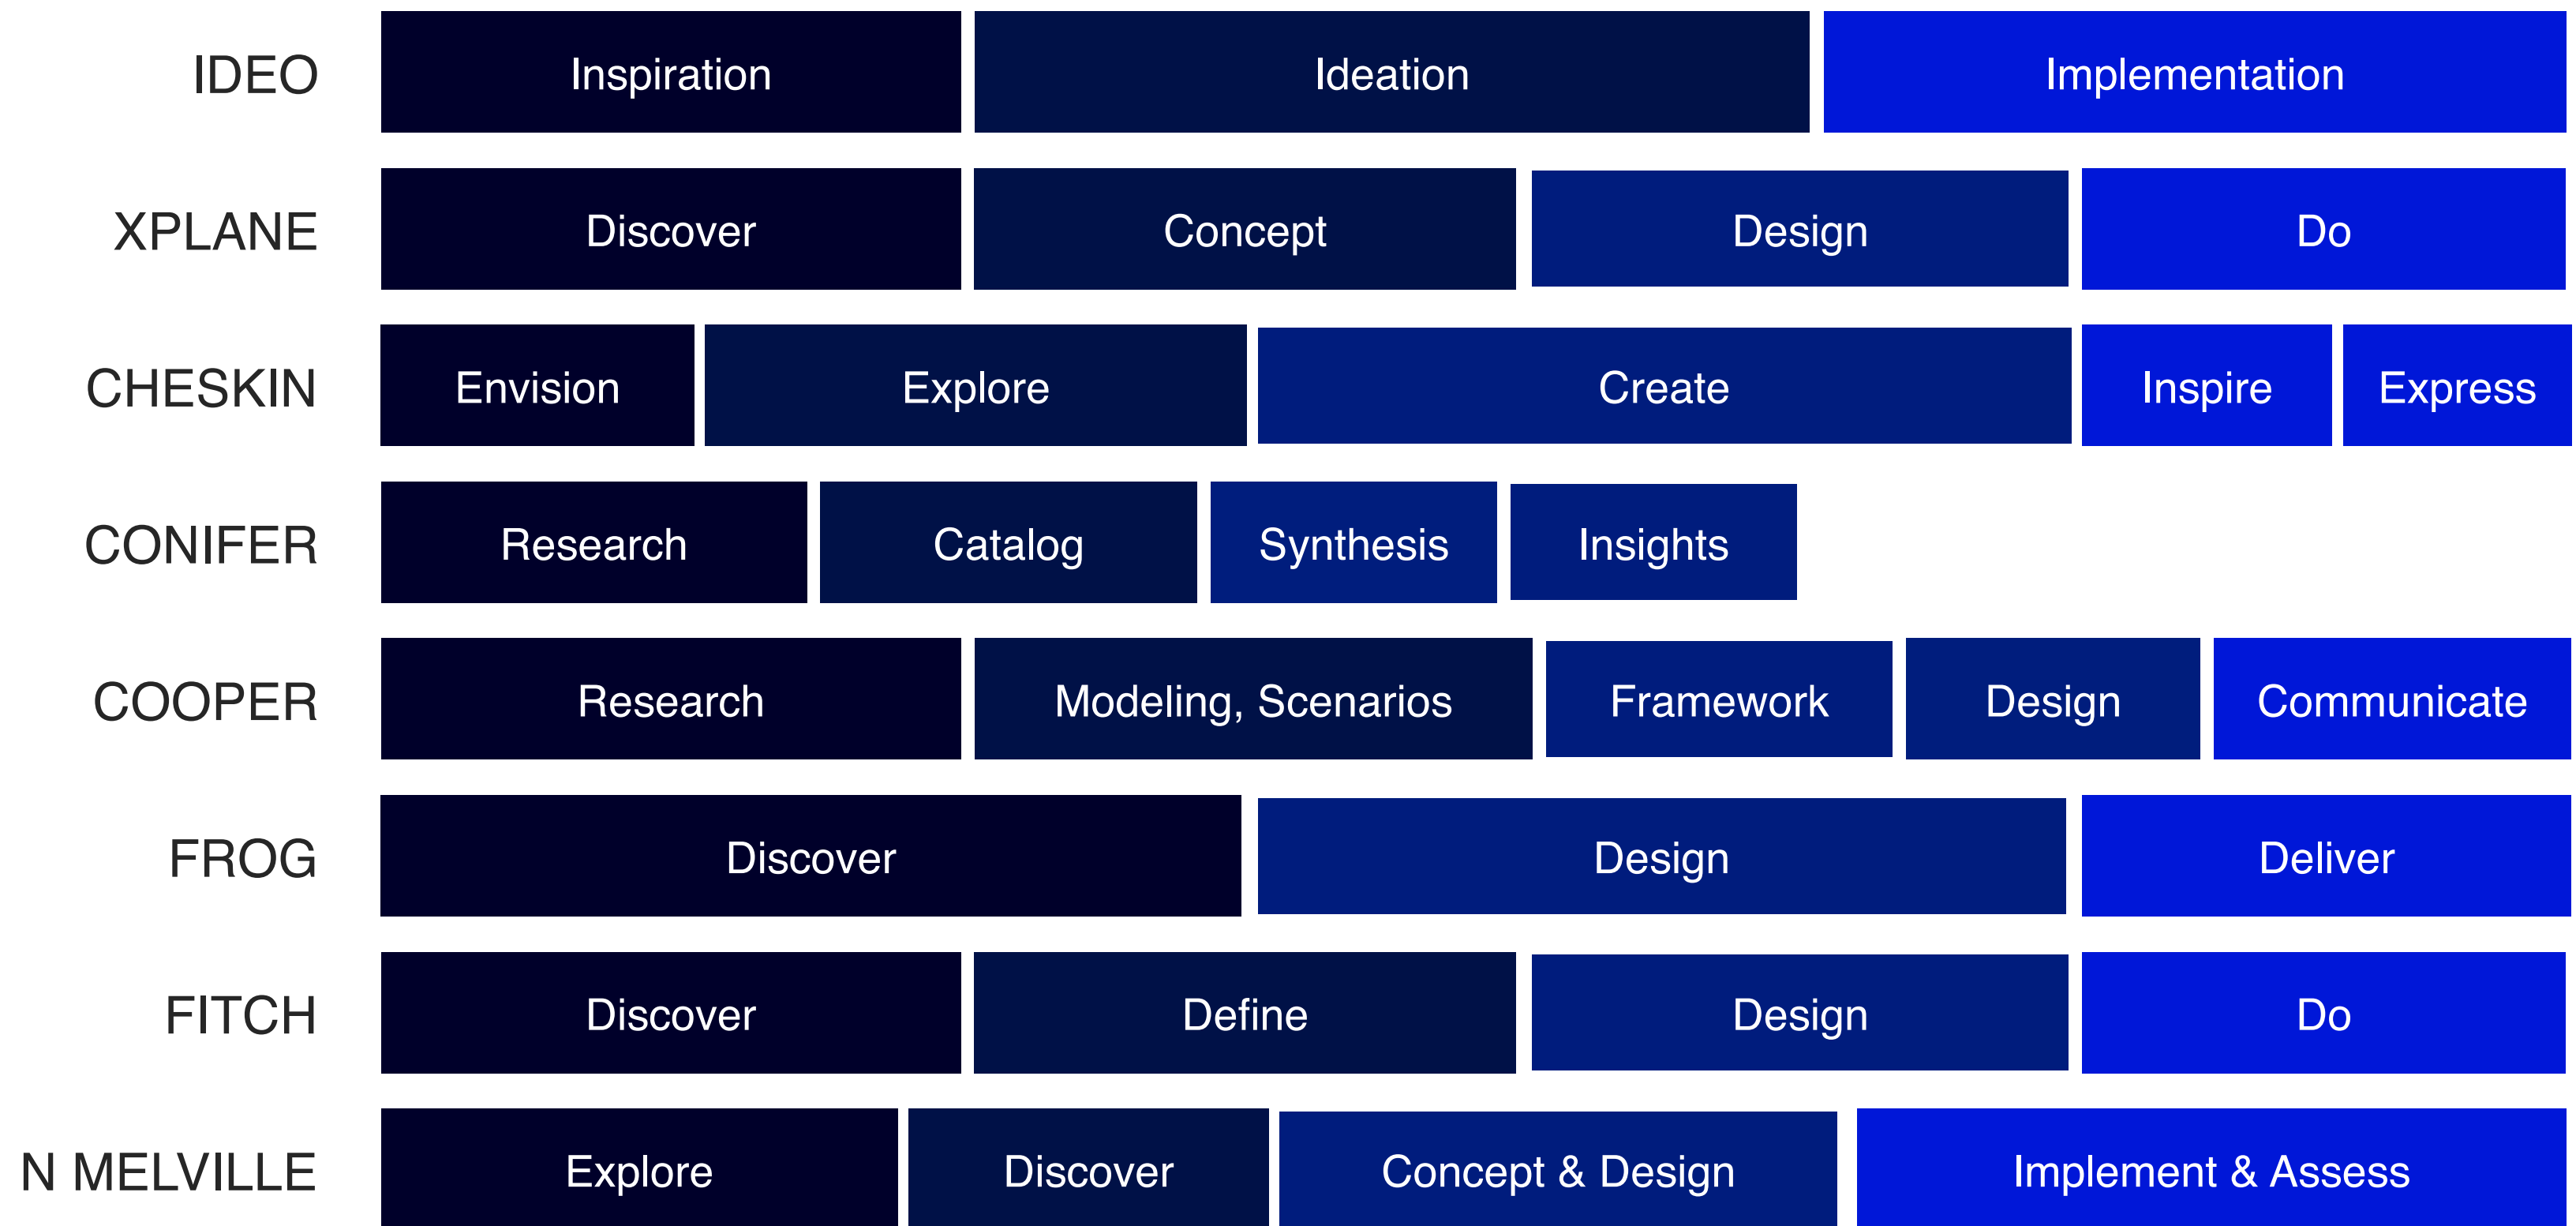 IDEO Inspiration Ideation Implementation
XPLANE Discover Concept Design Do
CHESKIN Envision Explore Create Inspire Express
CONIFER Research Catalog Synthesis Insights
COOPER Research Modeling, Scenarios Framework Design Communicate
FROG Discover Design Deliver
FITCH Discover Define Design Do
N MELVILLE Explore Discover Concept & Design Implement & Assess